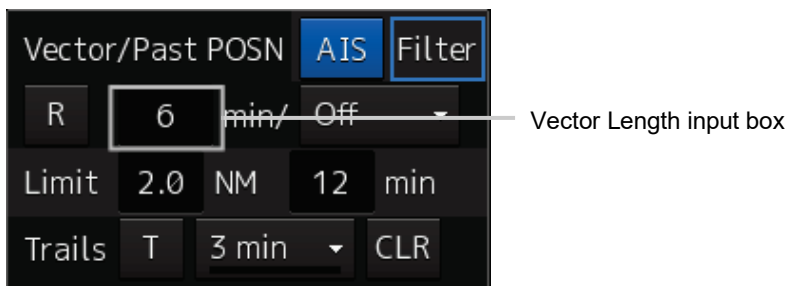 Vector/Past POSN AIS Filter
R 6 min/ Off
Vector Length input box
Limit 2.0 NM 12 min
Trails T 3 min CLR